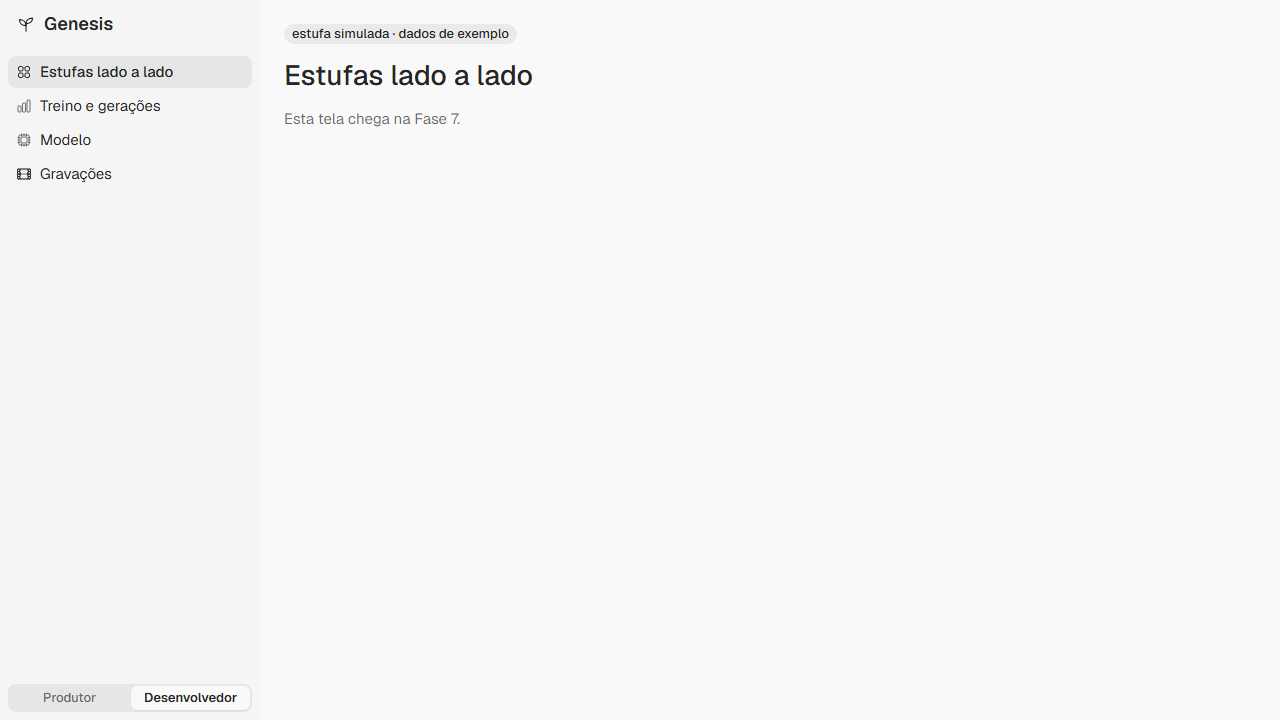 Genesis
Estufas lado a lado
Treino e gerações
Modelo
Gravações
Produtor
Desenvolvedor
estufa simulada · dados de exemplo
Estufas lado a lado
Esta tela chega na Fase 7.